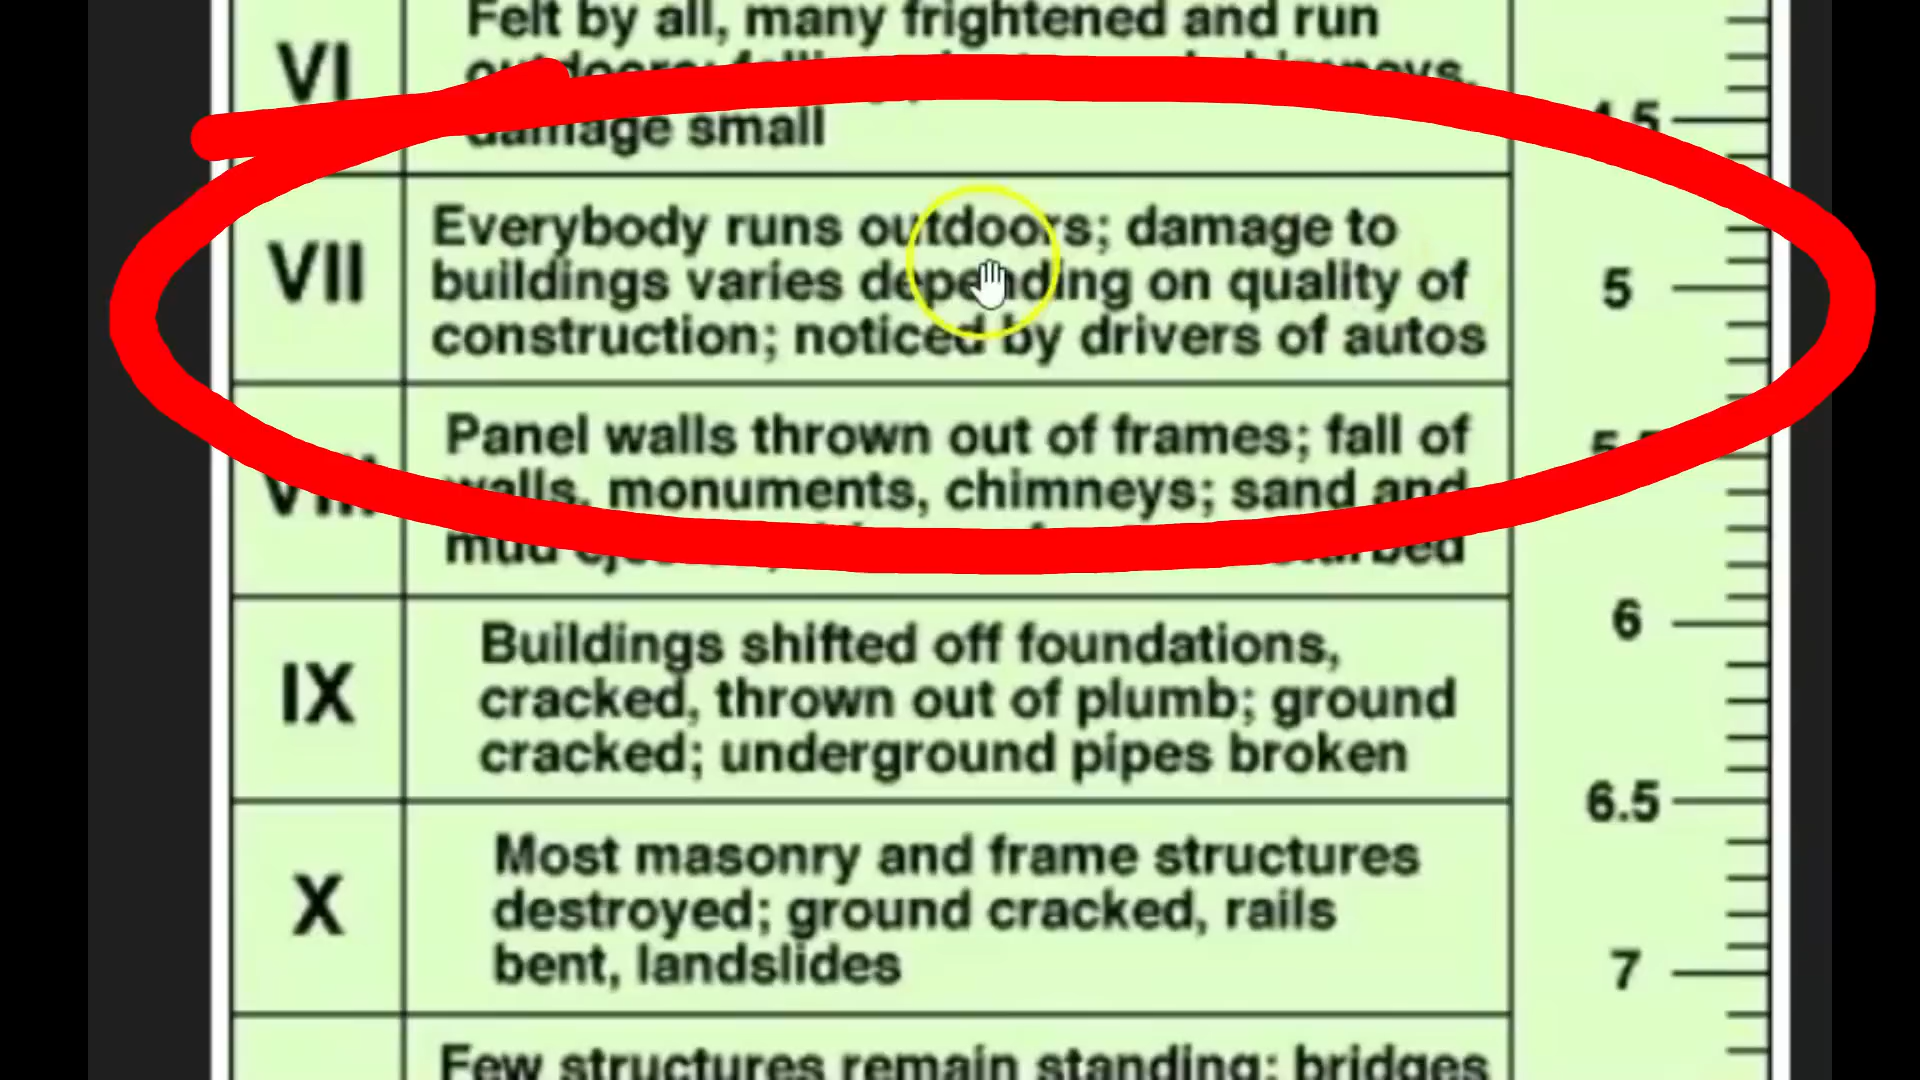 Felt by all, many frightened and run
VI
damage small
4.5
Everybody runs outdoors; damage to
VII
buildings varies depending on quality of
5
construction; noticed by drivers of autos
Panel walls thrown out of frames; fall of
VIII
walls, monuments, chimneys; sand and
mud
6
Buildings shifted off foundations,
IX
cracked, thrown out of plumb; ground
cracked; underground pipes broken
6.5
Most masonry and frame structures
X
destroyed; ground cracked, rails
bent, landslides
7
Few structures remain standing; bridges